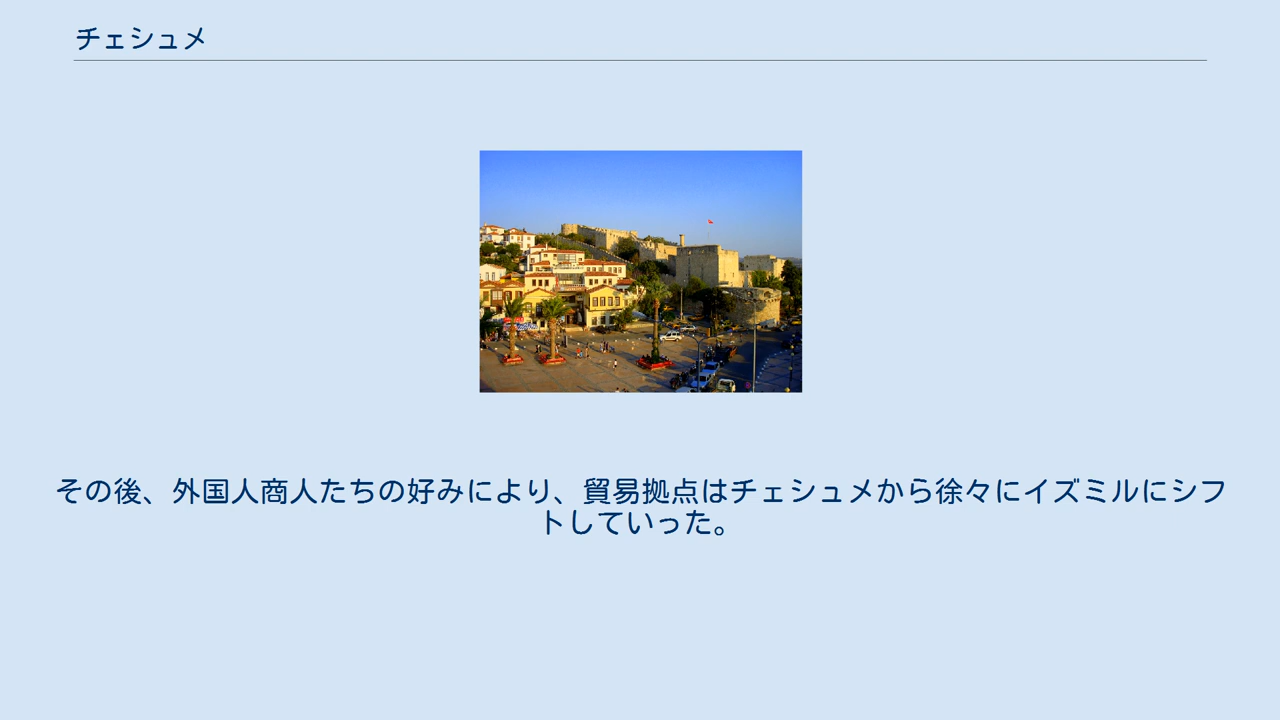 チェシュメ
その後、外国人商人たちの好みにより、貿易拠点はチェシュメから徐々にイズミルにシフ
トしていった。